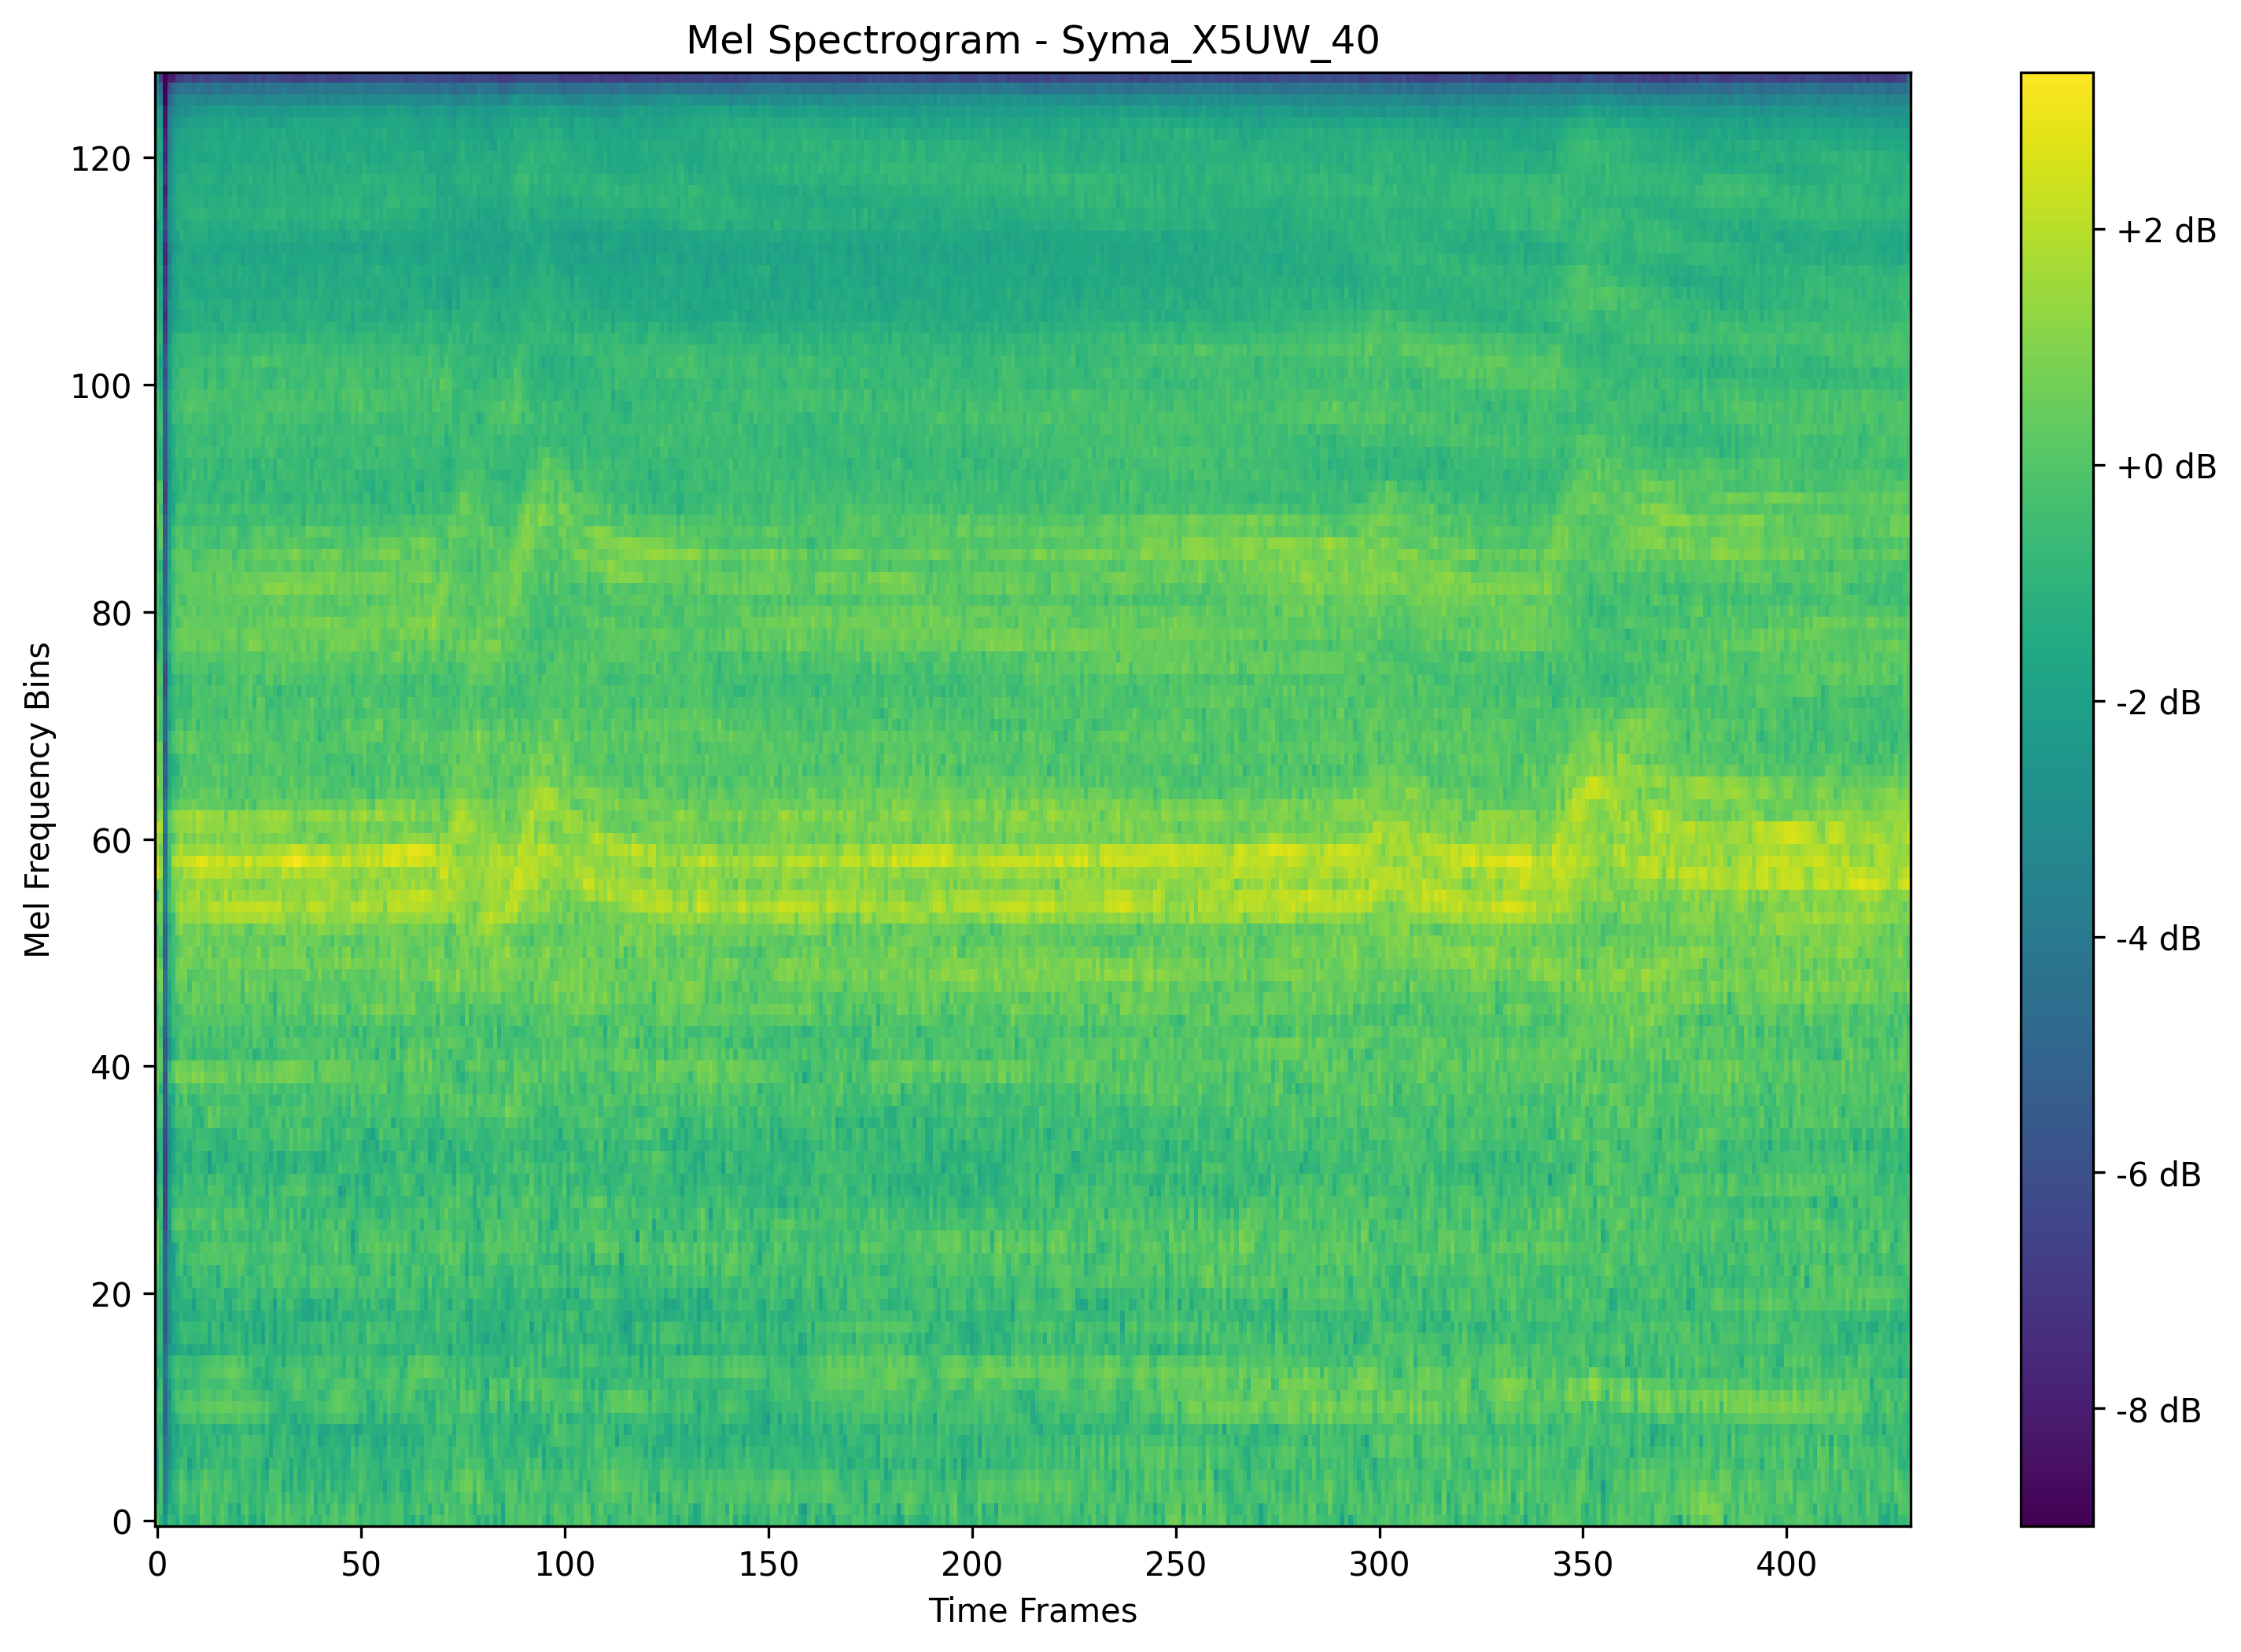 Mel Spectrogram - Syma_X5UW_40
Mel Frequency Bins
120
100
80
60
40
20
0
0 50 100 150 200 250 300 350 400
Time Frames
+2 dB
+0 dB
-2 dB
-4 dB
-6 dB
-8 dB